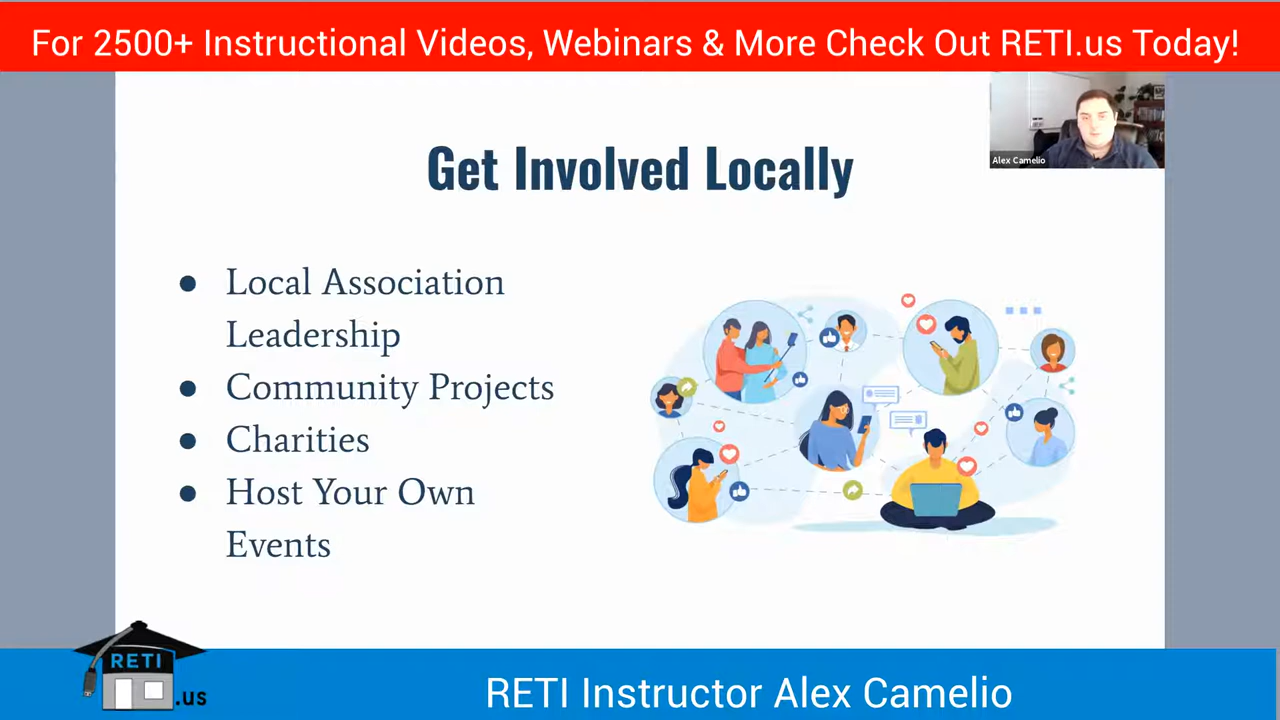 For 2500+ Instructional Videos, Webinars & More Check Out RETI.us Today!
Alex Camelio
Get Involved Locally
● Local Association
Leadership
● Community Projects
● Charities
● Host Your Own
Events
RETI
.us
RETI Instructor Alex Camelio